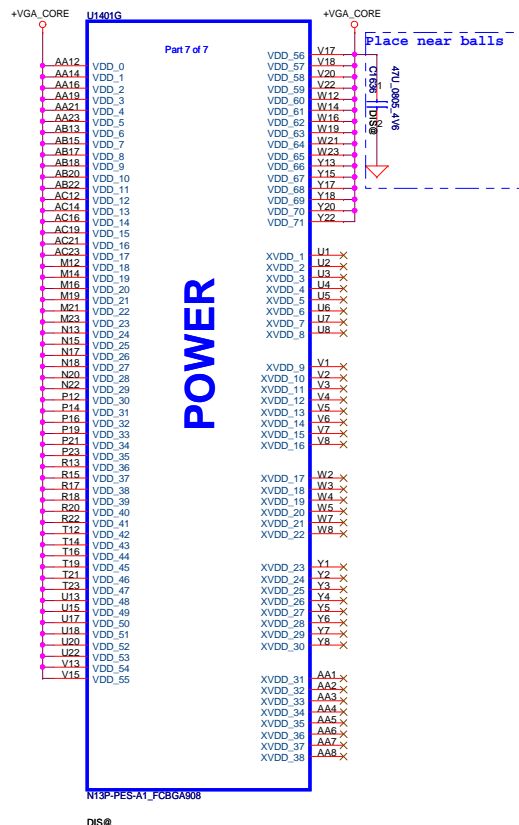 +VGA_CORE
U1401G
+VGA_CORE
Part 7 of 7
Place near balls
AA12 VDD_0
AA14 VDD_1
AA16 VDD_2
AA19 VDD_3
AA21 VDD_4
AA23 VDD_5
AB13 VDD_6
AB15 VDD_7
AB17 VDD_8
AB18 VDD_9
AB20 VDD_10
AB22 VDD_11
AC12 VDD_12
AC14 VDD_13
AC16 VDD_14
AC19 VDD_15
AC21 VDD_16
AC23 VDD_17
M12 VDD_18
M14 VDD_19
M16 VDD_20
M19 VDD_21
M21 VDD_22
M23 VDD_23
N13 VDD_24
N15 VDD_25
N17 VDD_26
N18 VDD_27
N20 VDD_28
N22 VDD_29
P12 VDD_30
P14 VDD_31
P16 VDD_32
P19 VDD_33
P21 VDD_34
P23 VDD_35
R13 VDD_36
R15 VDD_37
R17 VDD_38
R18 VDD_39
R20 VDD_40
R22 VDD_41
T12 VDD_42
T14 VDD_43
T16 VDD_44
T19 VDD_45
T21 VDD_46
T23 VDD_47
U13 VDD_48
U15 VDD_49
U17 VDD_50
U18 VDD_51
U20 VDD_52
U22 VDD_53
V13 VDD_54
V15 VDD_55
POWER
VDD_56 V17
VDD_57 V18
VDD_58 V20
VDD_59 V22
VDD_60 W12
VDD_61 W14
VDD_62 W16
VDD_63 W19
VDD_64 W21
VDD_65 W23
VDD_66 Y13
VDD_67 Y15
VDD_68 Y17
VDD_69 Y18
VDD_70 Y20
VDD_71 Y22
XVDD_1 U1
XVDD_2 U2
XVDD_3 U3
XVDD_4 U4
XVDD_5 U5
XVDD_6 U6
XVDD_7 U7
XVDD_8 U8
XVDD_9 V1
XVDD_10 V2
XVDD_11 V3
XVDD_12 V4
XVDD_13 V5
XVDD_14 V6
XVDD_15 V7
XVDD_16 V8
XVDD_17 W2
XVDD_18 W3
XVDD_19 W4
XVDD_20 W5
XVDD_21 W7
XVDD_22 W8
XVDD_23 Y1
XVDD_24 Y2
XVDD_25 Y3
XVDD_26 Y4
XVDD_27 Y5
XVDD_28 Y6
XVDD_29 Y7
XVDD_30 Y8
XVDD_31 AA1
XVDD_32 AA2
XVDD_33 AA3
XVDD_34 AA4
XVDD_35 AA5
XVDD_36 AA6
XVDD_37 AA7
XVDD_38 AA8
C1636
47U_0805_4V6
1
DIS@
2
N13P-PES-A1_FCBGA908
DIS@